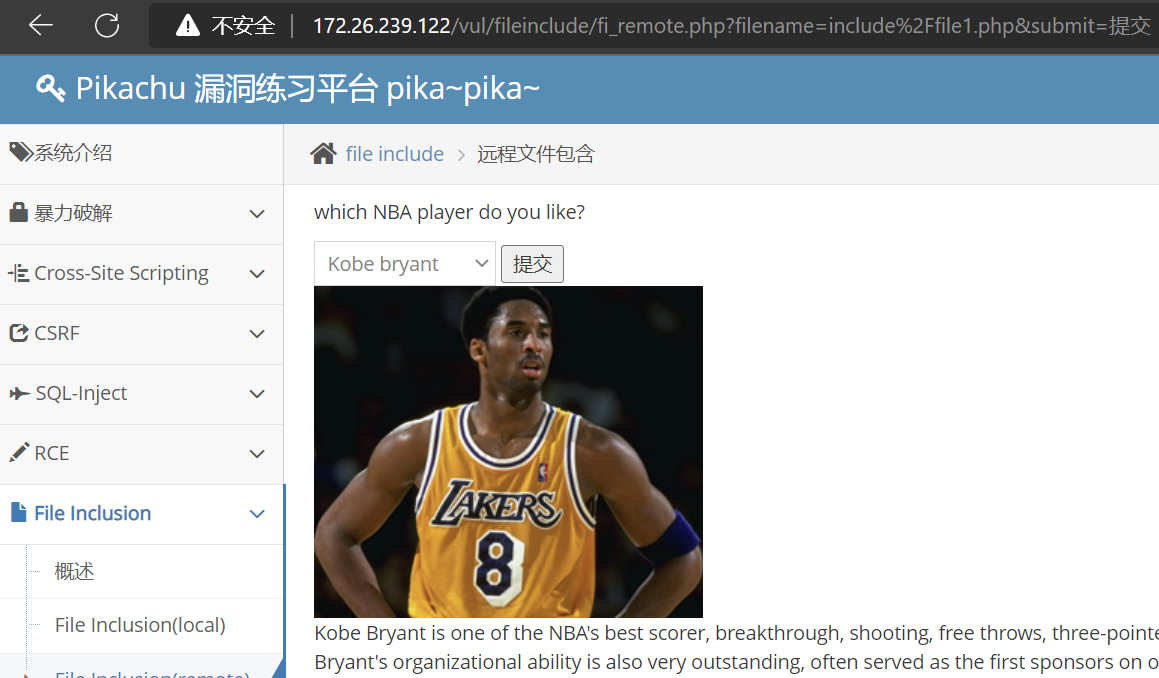 不安全 172.26.239.122/vul/fileinclude/fi_remote.php?filename=include%2Ffile1.php&submit=提交
Pikachu 漏洞练习平台 pika~pika~
系统介绍
暴力破解
Cross-Site Scripting
CSRF
SQL-Inject
RCE
File Inclusion
概述
File Inclusion(local)
File Inclusion(remote)
file include > 远程文件包含
which NBA player do you like?
Kobe bryant 提交
LAKERS
8
Kobe Bryant is one of the NBA's best scorer, breakthrough, shooting, free throws, three-pointe
Bryant's organizational ability is also very outstanding, often served as the first sponsors on o